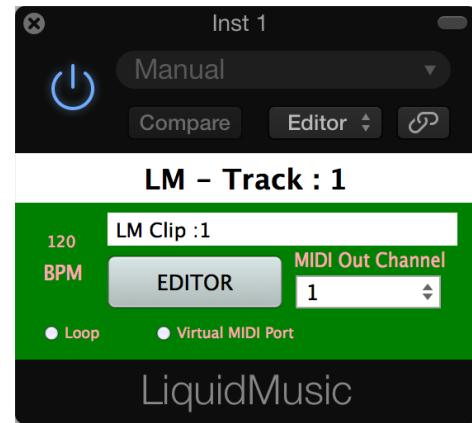 Inst 1
Manual
Compare Editor
LM – Track : 1
LM Clip :1
120
BPM
EDITOR
MIDI Out Channel
1
Loop Virtual MIDI Port
LiquidMusic